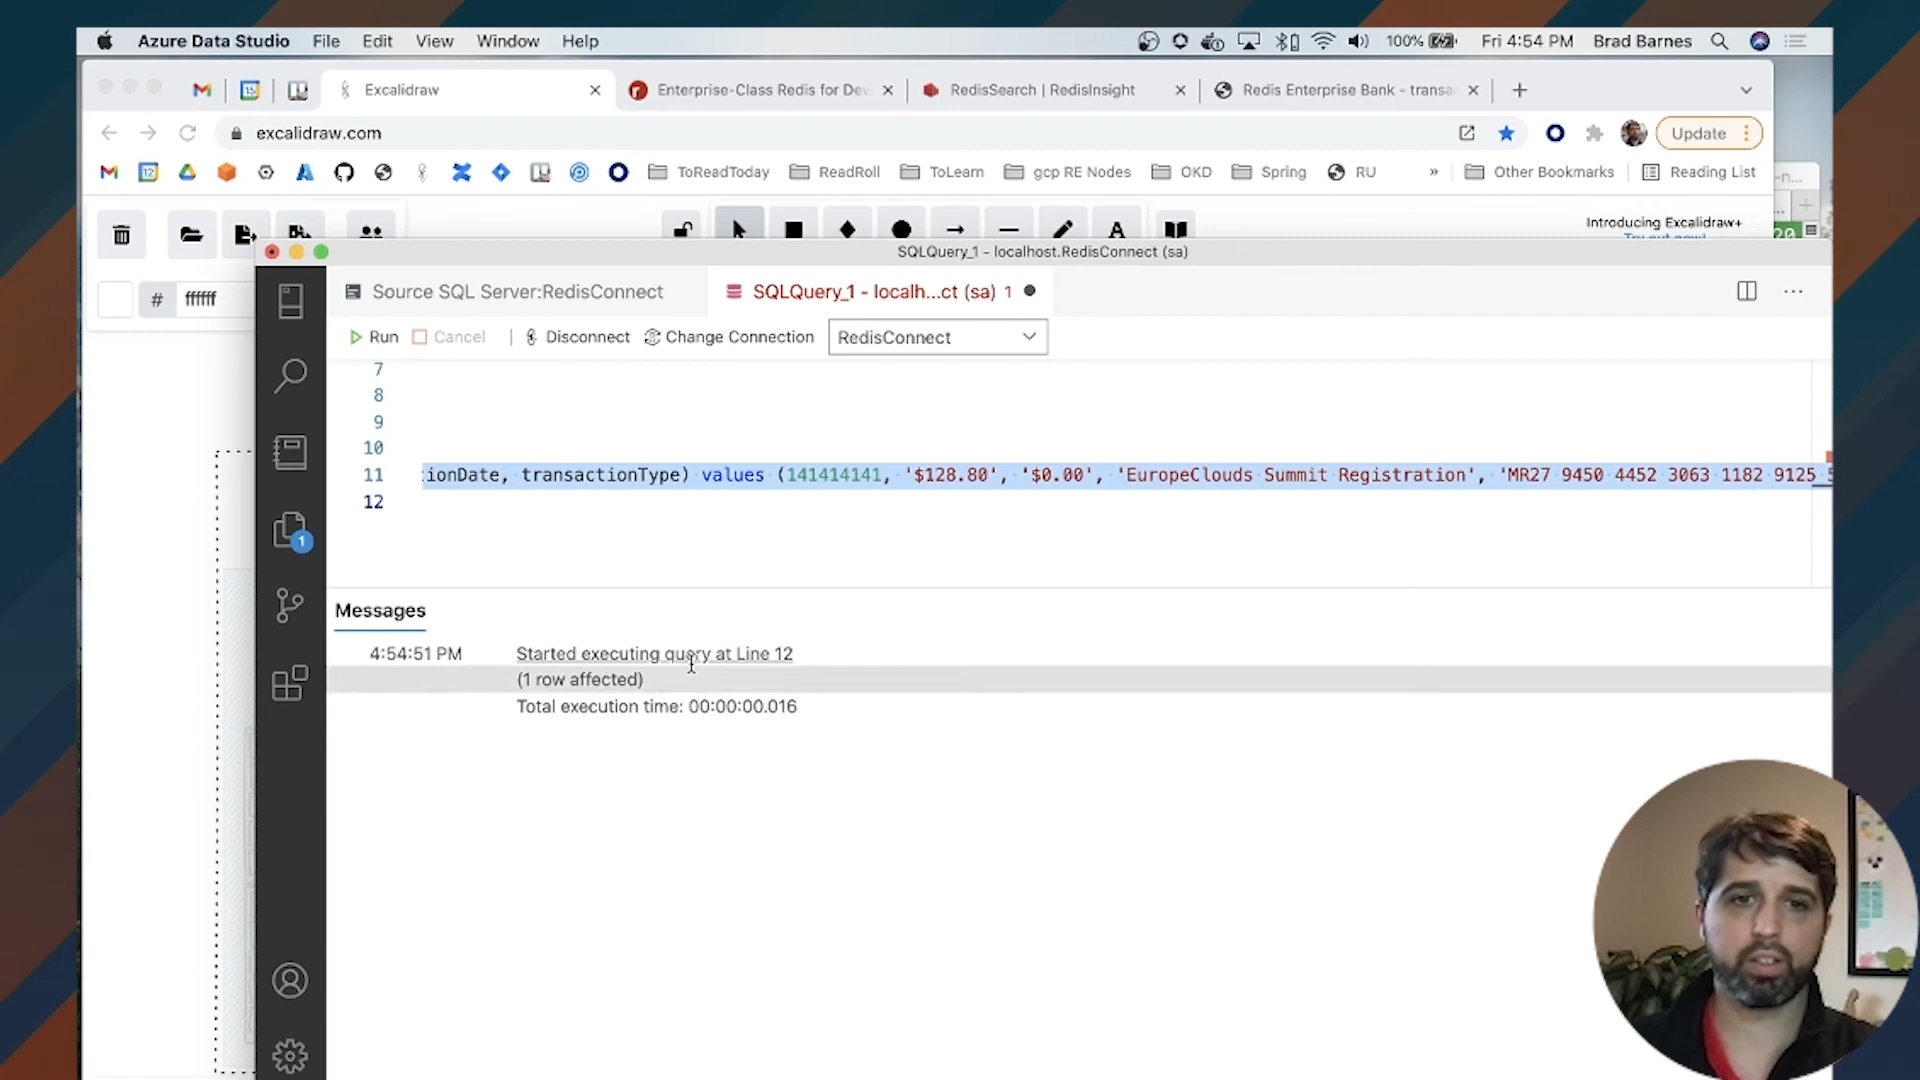 Azure Data Studio File Edit View Window Help 100% Fri 4:54 PM Brad Barnes
Excalidraw Enterprise-Class Redis for Dev RedisSearch | RedisInsight Redis Enterprise Bank - transa
excalidraw.com Update
ToReadToday ReadRoll ToLearn gcp RE Nodes OKD Spring RU » Other Bookmarks Reading List
Introducing Excalidraw+
SQLQuery_1 - localhost.RedisConnect (sa)
# ffffff
Source SQL Server:RedisConnect SQLQuery_1 - localh...ct (sa) 1
Run Cancel Disconnect Change Connection RedisConnect
7
8
9
10
11 ionDate, transactionType) values (141414141, '$128.80', '$0.00', 'EuropeClouds Summit Registration', 'MR27 9450 4452 3063 1182 9125 5
12
1
Messages
4:54:51 PM Started executing query at Line 12
(1 row affected)
Total execution time: 00:00:00.016